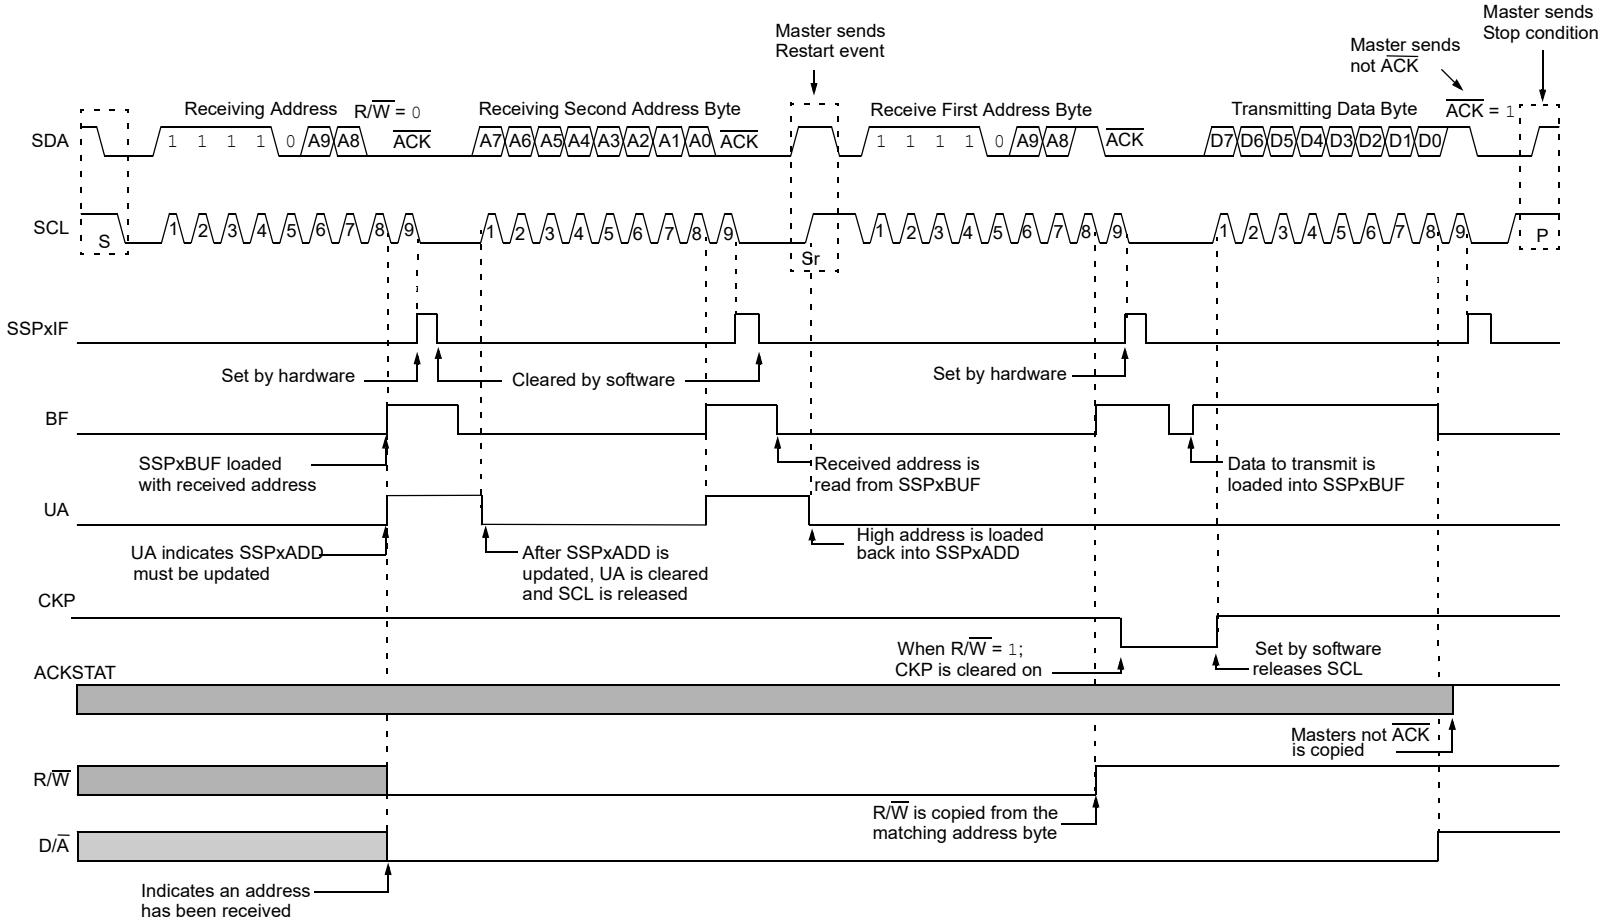 Master sends
Restart event
Master sends
Stop condition
Master sends
not ACK
Receiving Address R/W = 0
Receiving Second Address Byte
Receive First Address Byte
Transmitting Data Byte
ACK = 1
SDA 1 1 1 1 0 A9 A8 ACK A7 A6 A5 A4 A3 A2 A1 A0 ACK 1 1 1 1 0 A9 A8 ACK D7 D6 D5 D4 D3 D2 D1 D0
SCL S 1 2 3 4 5 6 7 8 9 1 2 3 4 5 6 7 8 9 Sr 1 2 3 4 5 6 7 8 9 1 2 3 4 5 6 7 8 9 P
SSPxIF
Set by hardware
Cleared by software
Set by hardware
BF
SSPxBUF loaded
with received address
Received address is
read from SSPxBUF
Data to transmit is
loaded into SSPxBUF
UA
UA indicates SSPxADD
must be updated
After SSPxADD is
updated, UA is cleared
and SCL is released
High address is loaded
back into SSPxADD
CKP
When R/W = 1;
CKP is cleared on
Set by software
releases SCL
ACKSTAT
Masters not ACK
is copied
R/W
R/W is copied from the
matching address byte
D/A
Indicates an address
has been received